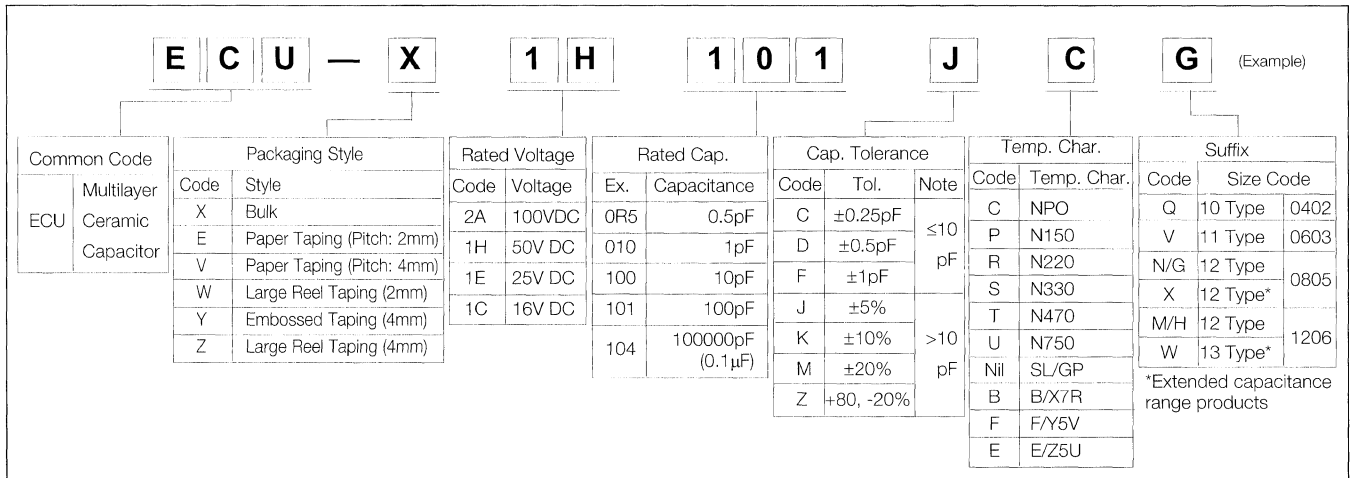 E C U — X 1 H 1 0 1 J C G (Example)
Common Code
ECU Multilayer
Ceramic
Capacitor
Packaging Style
Code Style
X Bulk
E Paper Taping (Pitch: 2mm)
V Paper Taping (Pitch: 4mm)
W Large Reel Taping (2mm)
Y Embossed Taping (4mm)
Z Large Reel Taping (4mm)
Rated Voltage
Code Voltage
2A 100VDC
1H 50V DC
1E 25V DC
1C 16V DC
Rated Cap.
Ex. Capacitance
0R5 0.5pF
010 1pF
100 10pF
101 100pF
104 100000pF
(0.1µF)
Cap. Tolerance
Code Tol. Note
C ±0.25pF
D ±0.5pF
F ±1pF
≤10
pF
J ±5%
K ±10%
M ±20%
Z +80, -20%
>10
pF
Temp. Char.
Code Temp. Char.
C NPO
P N150
R N220
S N330
T N470
U N750
Nil SL/GP
B B/X7R
F F/Y5V
E E/Z5U
Suffix
Code Size Code
Q 10 Type 0402
V 11 Type 0603
N/G 12 Type
X 12 Type*
0805
M/H 12 Type
W 13 Type*
1206
*Extended capacitance
range products